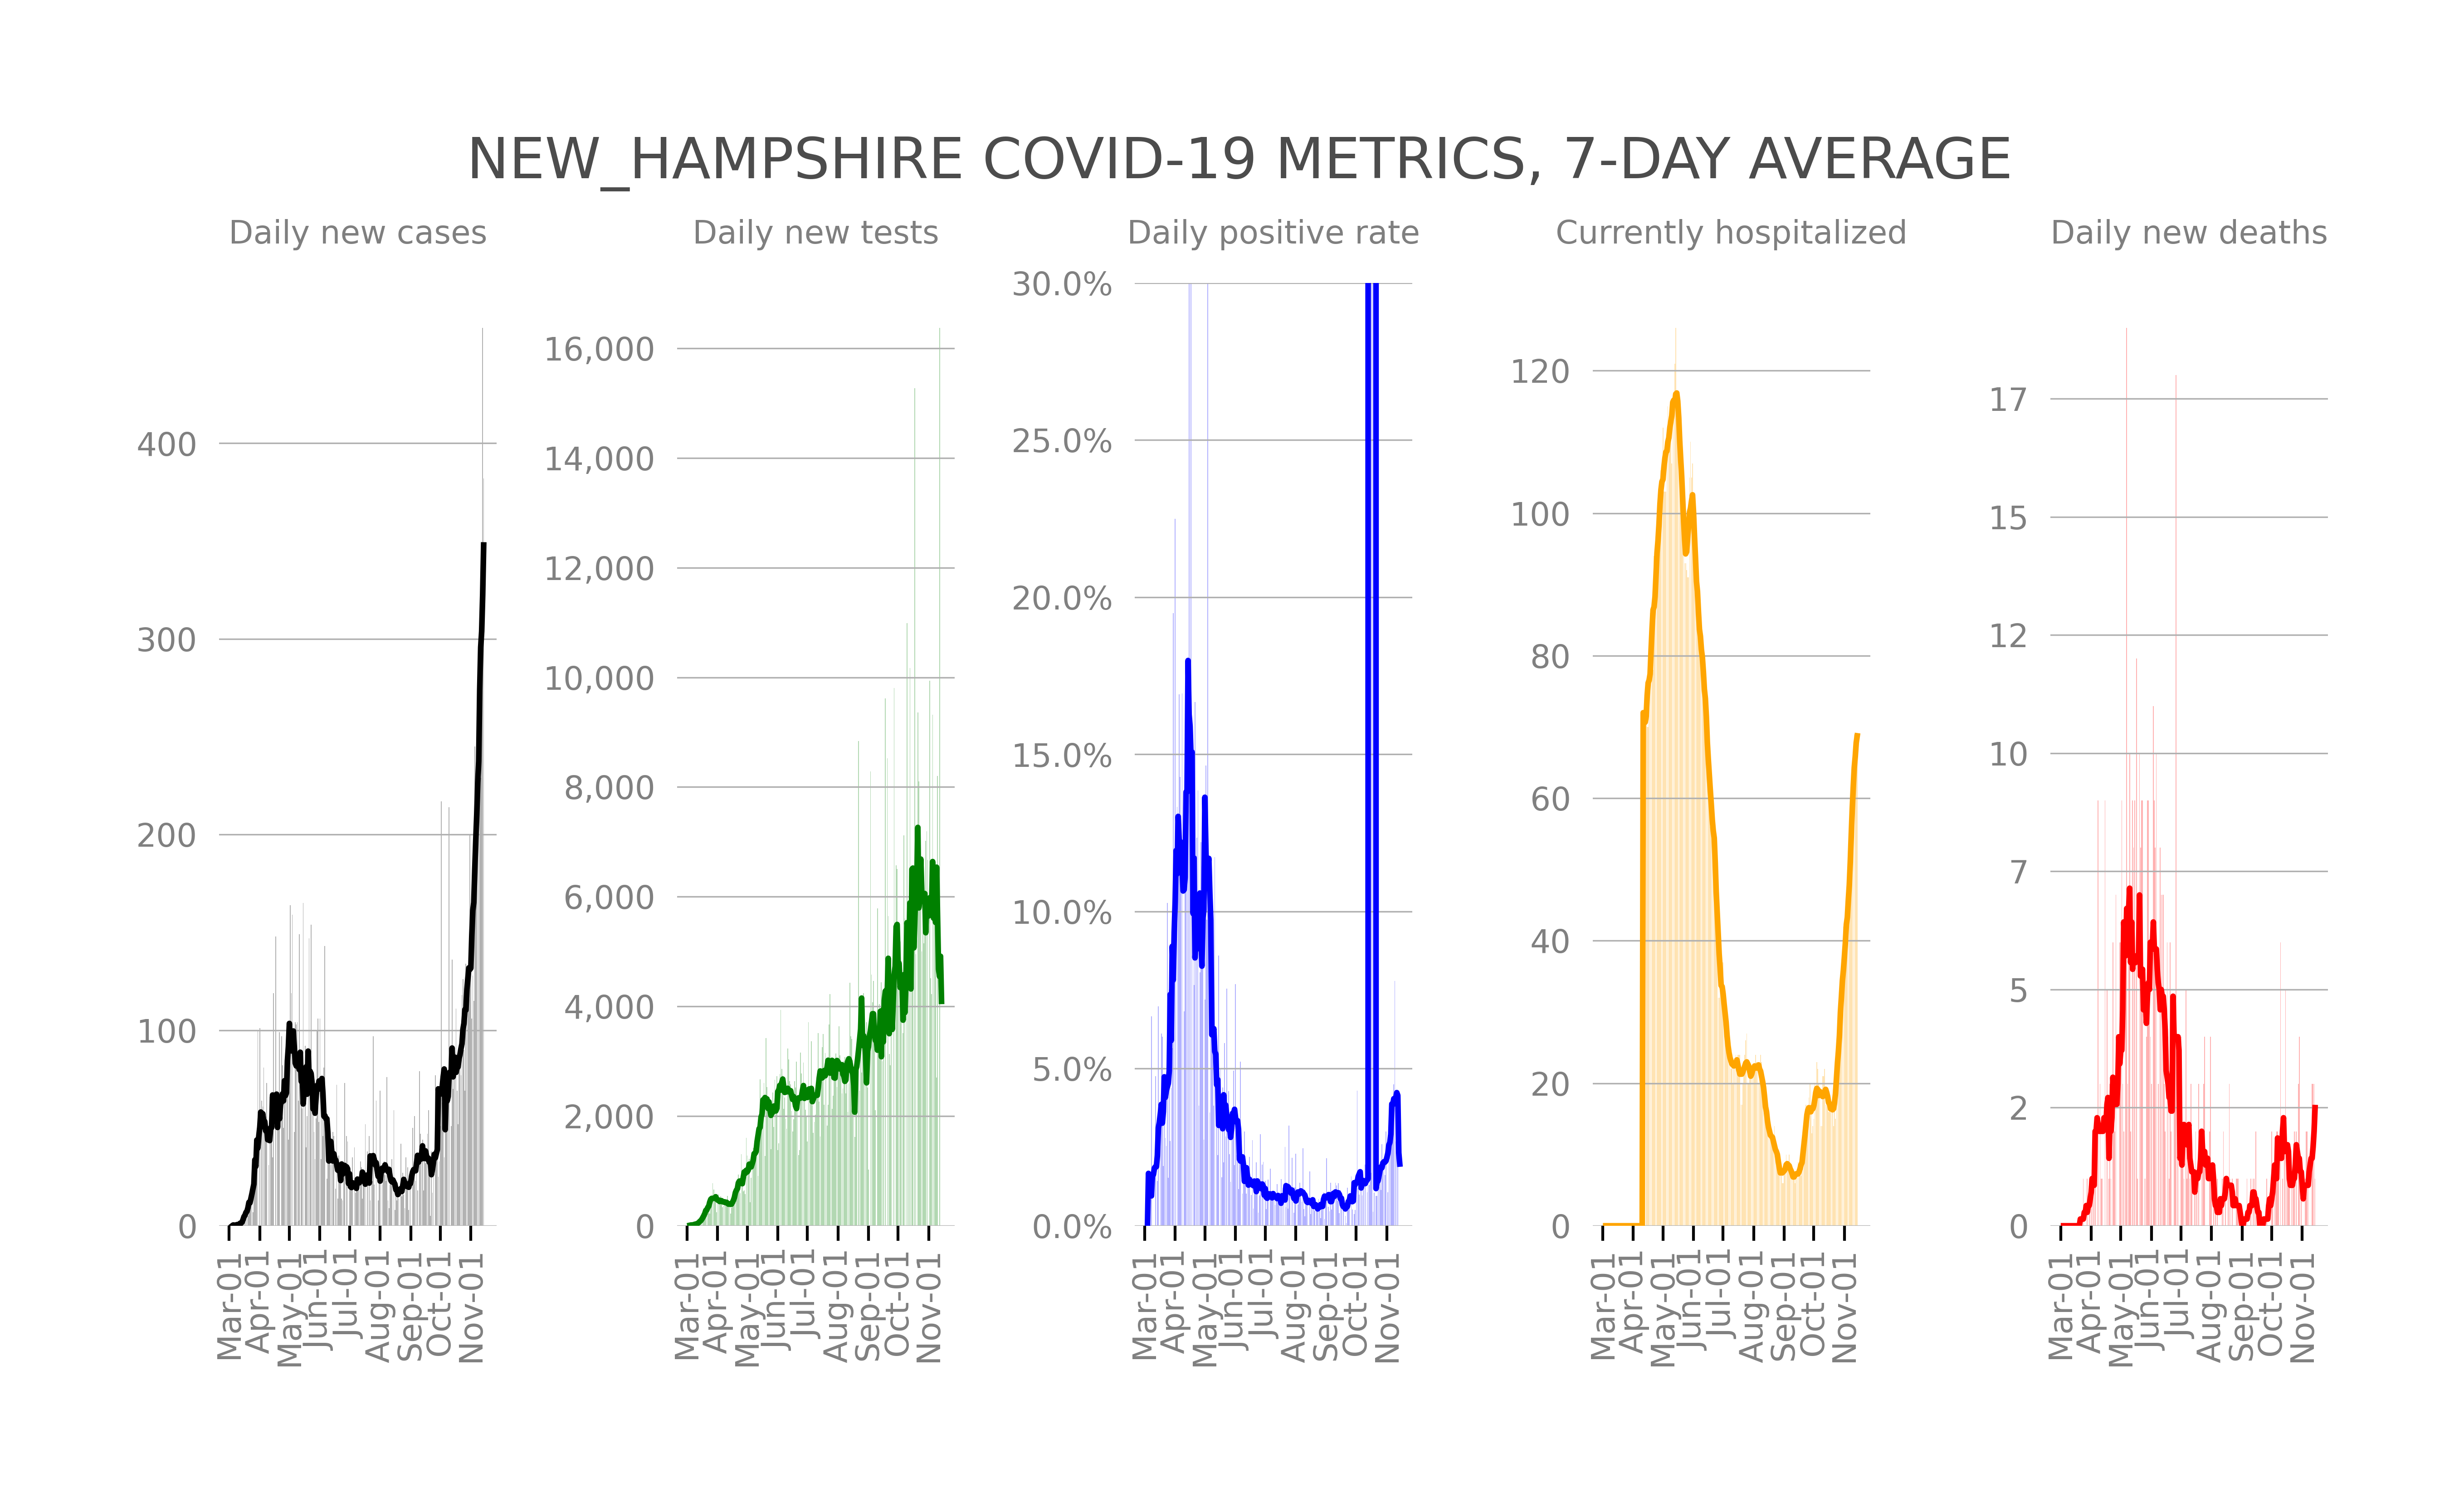 NEW_HAMPSHIRE COVID-19 METRICS, 7-DAY AVERAGE
Daily new cases
400
300
200
100
0
Mar-01
Apr-01
May-01
Jun-01
Jul-01
Aug-01
Sep-01
Oct-01
Nov-01
Daily new tests
16,000
14,000
12,000
10,000
8,000
6,000
4,000
2,000
0
Mar-01
Apr-01
May-01
Jun-01
Jul-01
Aug-01
Sep-01
Oct-01
Nov-01
Daily positive rate
30.0%
25.0%
20.0%
15.0%
10.0%
5.0%
0.0%
Mar-01
Apr-01
May-01
Jun-01
Jul-01
Aug-01
Sep-01
Oct-01
Nov-01
Currently hospitalized
120
100
80
60
40
20
0
Mar-01
Apr-01
May-01
Jun-01
Jul-01
Aug-01
Sep-01
Oct-01
Nov-01
Daily new deaths
17
15
12
10
7
5
2
0
Mar-01
Apr-01
May-01
Jun-01
Jul-01
Aug-01
Sep-01
Oct-01
Nov-01